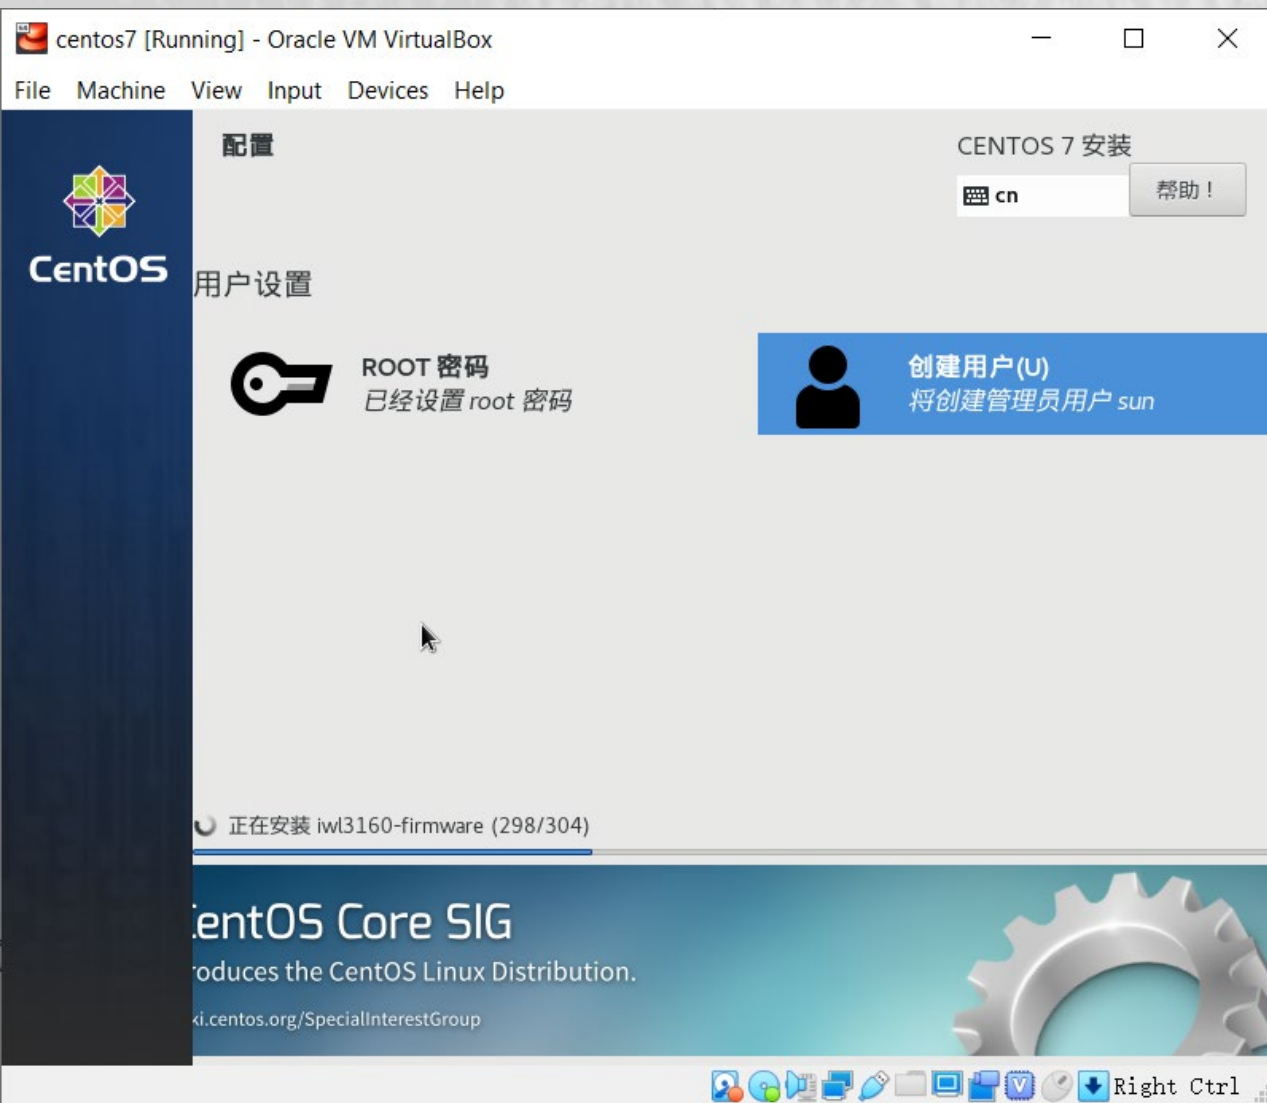 centos7 [Running] - Oracle VM VirtualBox
File Machine View Input Devices Help
配置
CENTOS 7 安装
cn
帮助！
CentOS
用户设置
ROOT 密码
已经设置 root 密码
创建用户(U)
将创建管理员用户 sun
正在安装 iwl3160-firmware (298/304)
entOS Core SIG
roduces the CentOS Linux Distribution.
ki.centos.org/SpecialInterestGroup
Right Ctrl